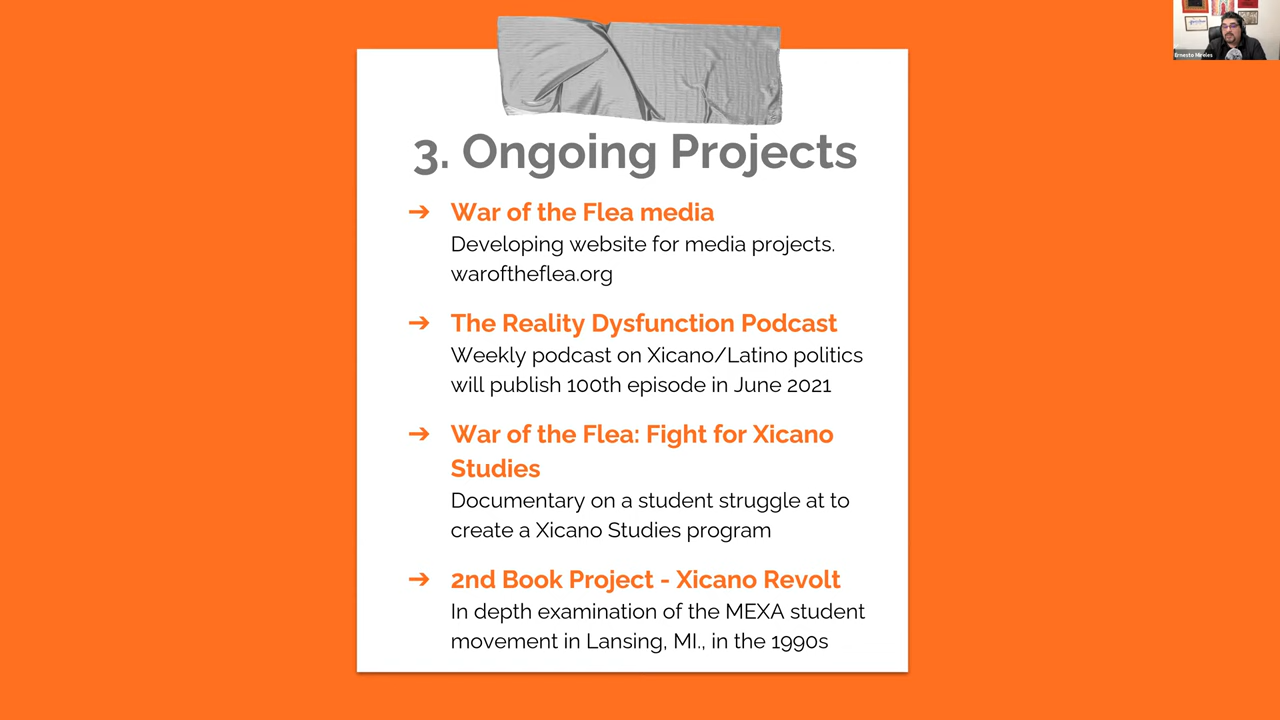 3. Ongoing Projects
➔ War of the Flea media
Developing website for media projects.
waroftheflea.org
➔ The Reality Dysfunction Podcast
Weekly podcast on Xicano/Latino politics
will publish 100th episode in June 2021
➔ War of the Flea: Fight for Xicano
Studies
Documentary on a student struggle at to
create a Xicano Studies program
➔ 2nd Book Project - Xicano Revolt
In depth examination of the MEXA student
movement in Lansing, MI., in the 1990s
Ernesto Mireles